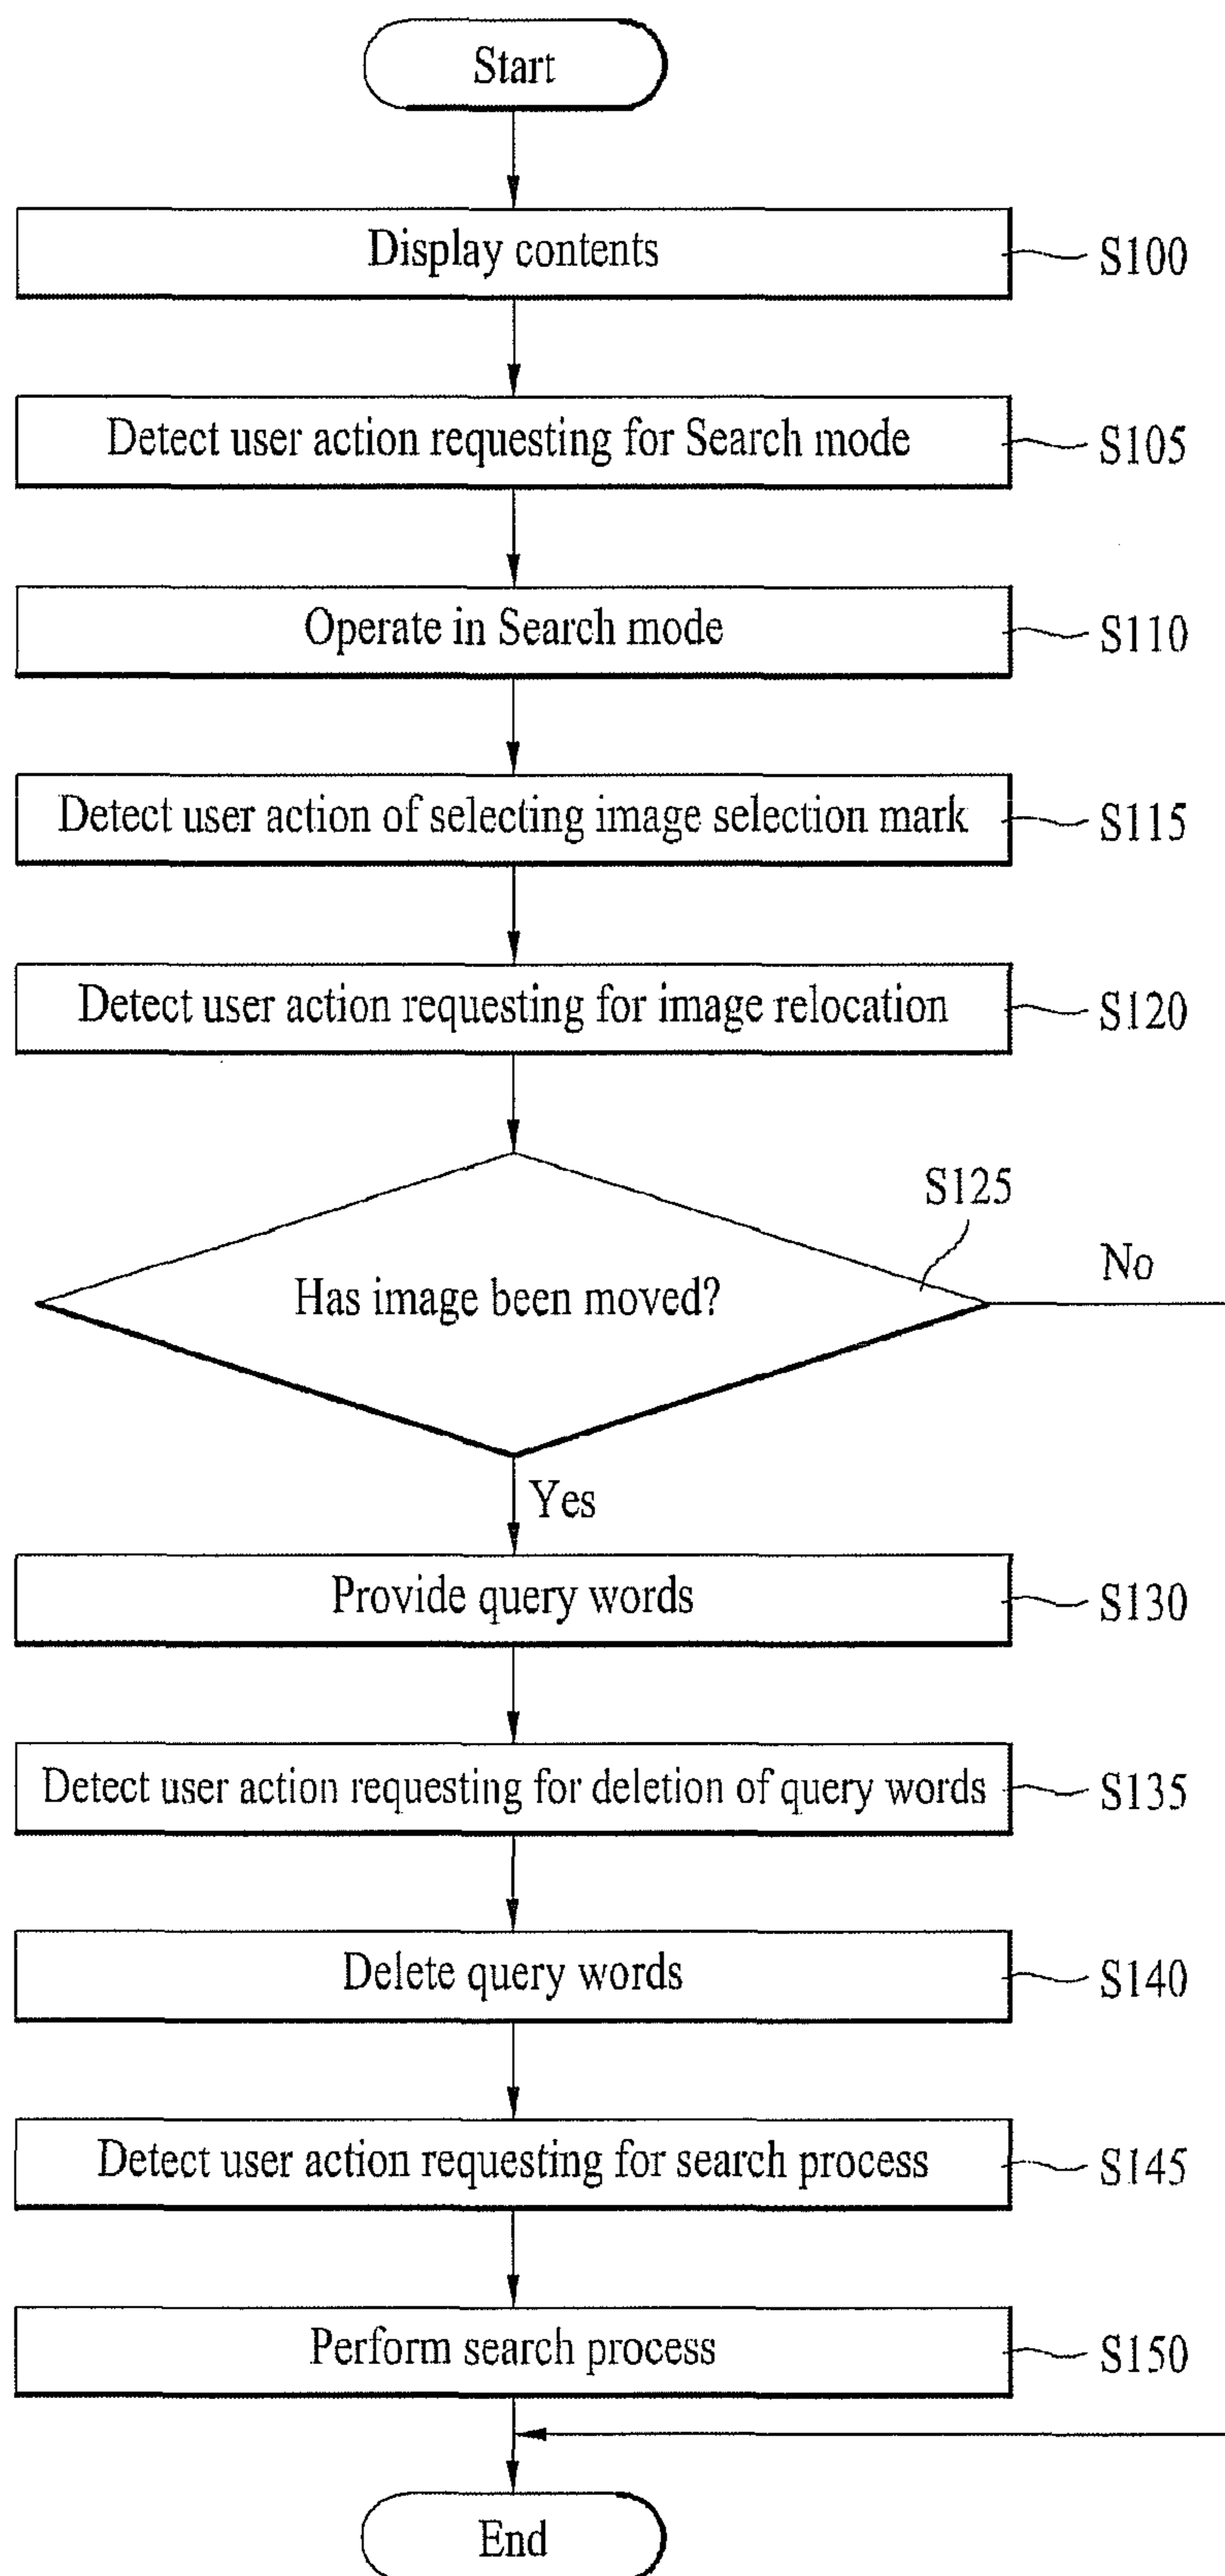 Start
Display contents
S100
Detect user action requesting for Search mode
S105
Operate in Search mode
S110
Detect user action of selecting image selection mark
S115
Detect user action requesting for image relocation
S120
S125
Has image been moved?
No
Yes
Provide query words
S130
Detect user action requesting for deletion of query words
S135
Delete query words
S140
Detect user action requesting for search process
S145
Perform search process
S150
End